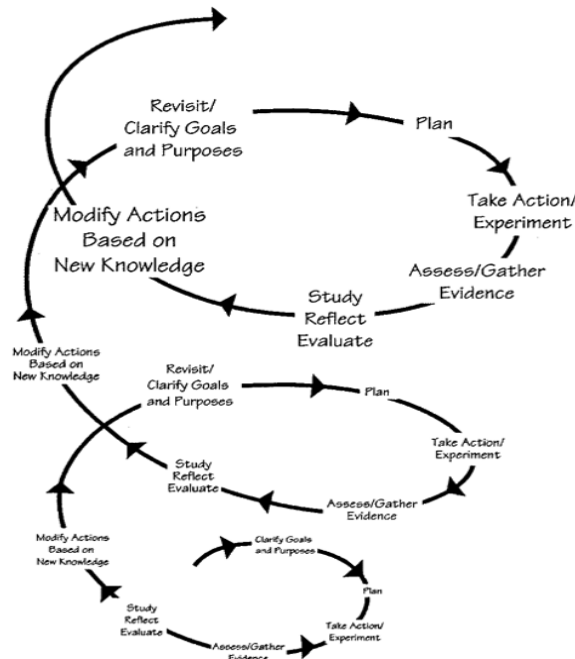 Revisit/
Clarify Goals
and Purposes
Plan
Take Action/
Experiment
Assess/Gather
Evidence
Study
Reflect
Evaluate
Modify Actions
Based on
New Knowledge
Modify Actions
Based on
New Knowledge
Revisit/
Clarify Goals
and Purposes
Plan
Take Action/
Experiment
Assess/Gather
Evidence
Study
Reflect
Evaluate
Modify Actions
Based on
New Knowledge
Clarify Goals
and Purposes
Plan
Take Action/
Experiment
Assess/Gather
Evidence
Study
Reflect
Evaluate